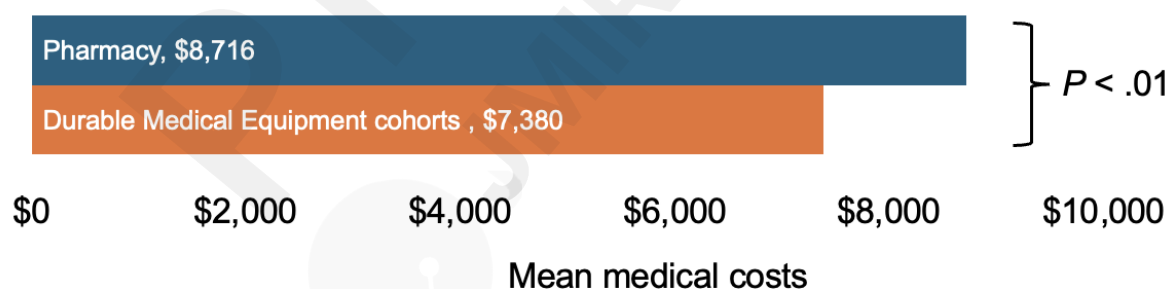 Pharmacy, $8,716
Durable Medical Equipment cohorts , $7,380
P < .01
$0 $2,000 $4,000 $6,000 $8,000 $10,000
Mean medical costs